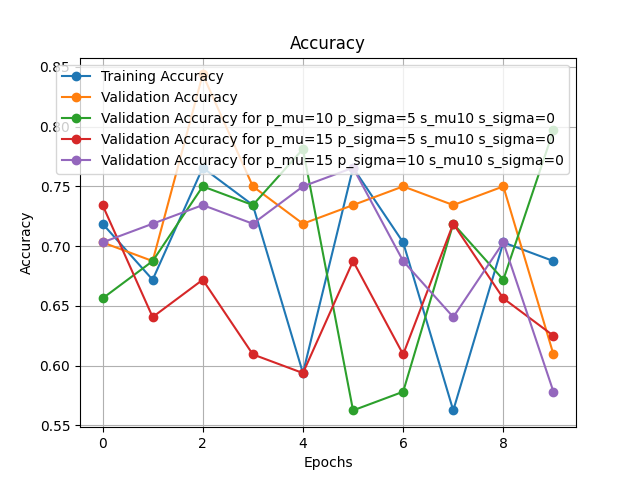 Accuracy
Training Accuracy
Validation Accuracy
Validation Accuracy for p_mu=10 p_sigma=5 s_mu10 s_sigma=0
Validation Accuracy for p_mu=15 p_sigma=5 s_mu10 s_sigma=0
Validation Accuracy for p_mu=15 p_sigma=10 s_mu10 s_sigma=0
0.85
0.80
0.75
0.70
0.65
0.60
0.55
Accuracy
0 2 4 6 8
Epochs